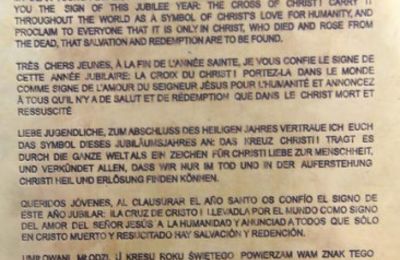 YOU THE SIGN OF THIS JUBILEE YEAR: THE CROSS OF CHRIST! CARRY IT
THROUGHOUT THE WORLD AS A SYMBOL OF CHRIST'S LOVE FOR HUMANITY, AND
PROCLAIM TO EVERYONE THAT IT IS ONLY IN CHRIST, WHO DIED AND ROSE FROM
THE DEAD, THAT SALVATION AND REDEMPTION ARE TO BE FOUND.
TRÈS CHERS JEUNES, À LA FIN DE L'ANNÉE SAINTE, JE VOUS CONFIE LE SIGNE DE
CETTE ANNÉE JUBILAIRE: LA CROIX DU CHRIST! PORTEZ-LA DANS LE MONDE
COMME SIGNE DE L'AMOUR DU SEIGNEUR JÉSUS POUR L'HUMANITÉ ET ANNONCEZ
À TOUS QU'IL N'Y A DE SALUT ET DE RÉDEMPTION QUE DANS LE CHRIST MORT ET
RESSUSCITÉ
LIEBE JUGENDLICHE, ZUM ABSCHLUSS DES HEILIGEN JAHRES VERTRAUE ICH EUCH
DAS SYMBOL DIESES JUBILÄUMSJAHRES AN: DAS KREUZ CHRISTI! TRAGT ES
DURCH DIE GANZE WELT ALS EIN ZEICHEN FÜR CHRISTI LIEBE ZUR MENSCHHEIT,
UND VERKÜNDET ALLEN, DASS WIR NUR IM TOD UND IN DER AUFERSTEHUNG
CHRISTI HEIL UND ERLÖSUNG FINDEN KÖNNEN.
QUERIDOS JÓVENES, AL CLAUSURAR EL AÑO SANTO OS CONFÍO EL SIGNO DE
ESTE AÑO JUBILAR: ¡LA CRUZ DE CRISTO! LLEVADLA POR EL MUNDO COMO SIGNO
DEL AMOR DEL SEÑOR JESÚS A LA HUMANIDAD Y ANUNCIAD A TODOS QUE SÓLO
EN CRISTO MUERTO Y RESUCITADO HAY SALVACIÓN Y REDENCIÓN.
UMIŁOWANI MŁODZI, U KRESU ROKU ŚWIĘTEGO POWIERZAM WAM ZNAK TEGO